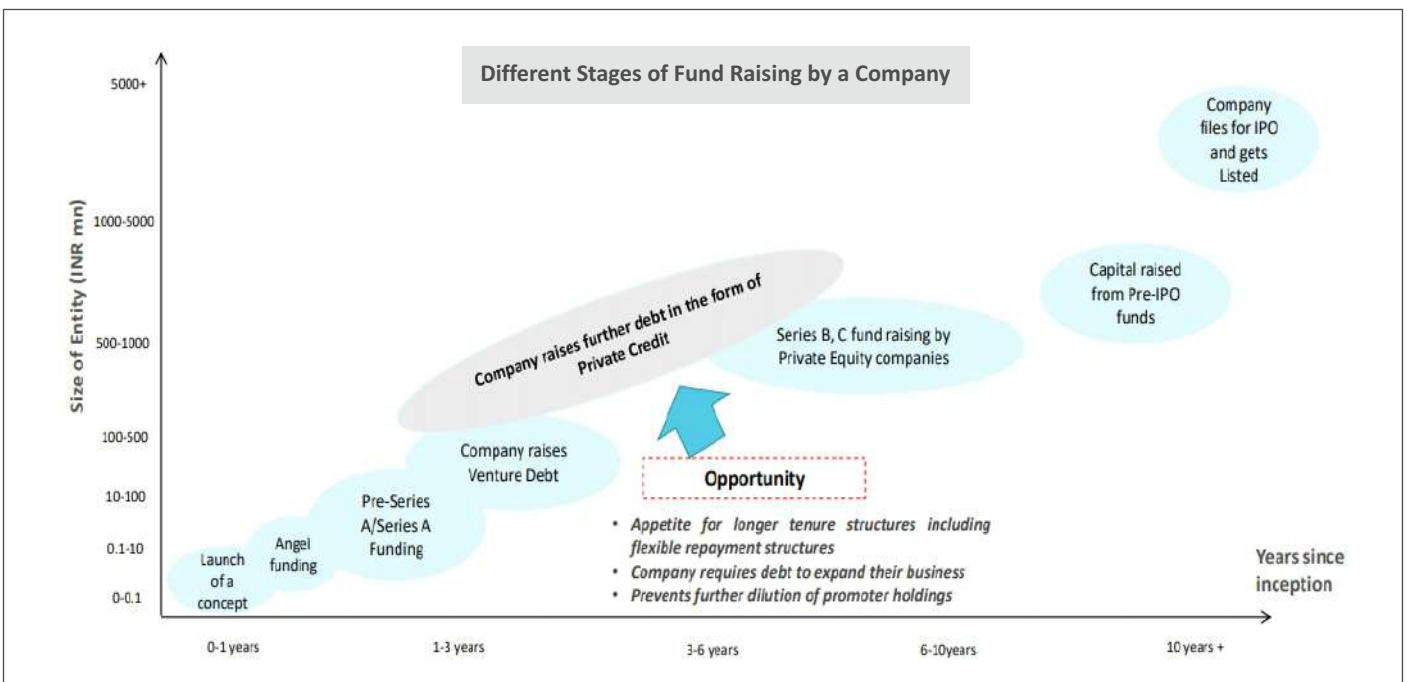 Different Stages of Fund Raising by a Company
5000+
1000-5000
500-1000
100-500
10-100
0.1-10
0-0.1
Size of Entity (INR mn)
Launch
of a
concept
Angel
funding
Pre-Series
A/Series A
Funding
Company raises
Venture Debt
Company raises further debt in the form of
Private Credit
Series B, C fund raising by
Private Equity companies
Capital raised
from Pre-IPO
funds
Company
files for IPO
and gets
Listed
Opportunity
• Appetite for longer tenure structures including
flexible repayment structures
• Company requires debt to expand their business
• Prevents further dilution of promoter holdings
Years since
inception
0-1 years
1-3 years
3-6 years
6-10years
10 years +